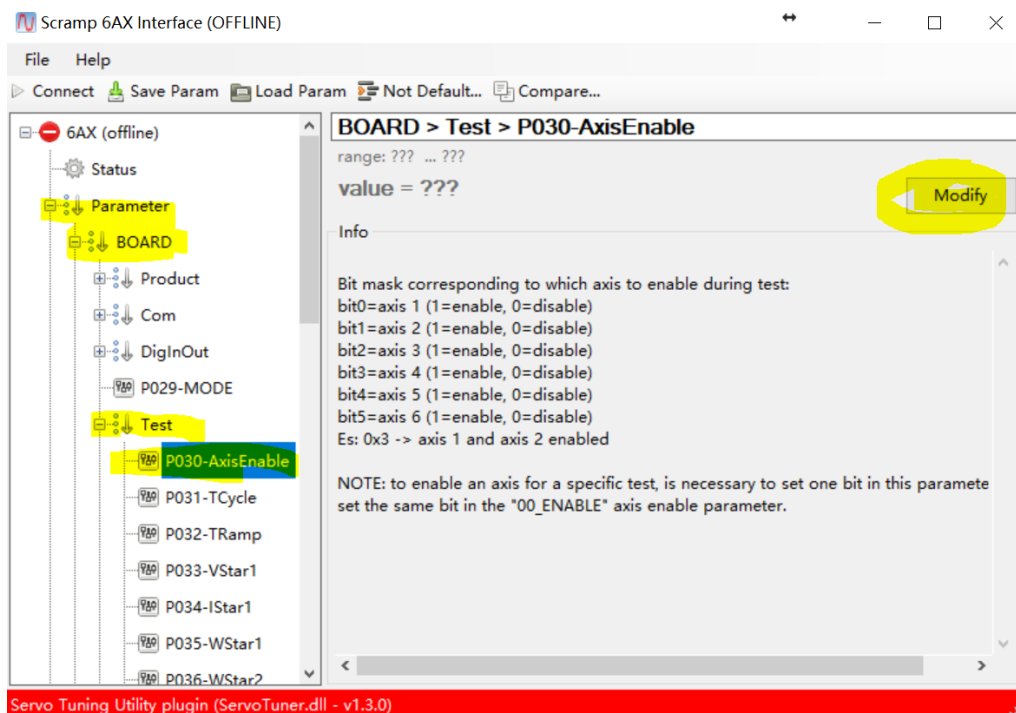 Scramp 6AX Interface (OFFLINE)
File Help
Connect Save Param Load Param Not Default... Compare...
6AX (offline)
Status
Parameter
BOARD
Product
Com
DigInOut
P029-MODE
Test
P030-AxisEnable
P031-TCycle
P032-TRamp
P033-VStar1
P034-IStar1
P035-WStar1
P036-WStar2
BOARD > Test > P030-AxisEnable
range: ??? ... ???
value = ???
Modify
Info
Bit mask corresponding to which axis to enable during test:
bit0=axis 1 (1=enable, 0=disable)
bit1=axis 2 (1=enable, 0=disable)
bit2=axis 3 (1=enable, 0=disable)
bit3=axis 4 (1=enable, 0=disable)
bit4=axis 5 (1=enable, 0=disable)
bit5=axis 6 (1=enable, 0=disable)
Es: 0x3 -> axis 1 and axis 2 enabled
NOTE: to enable an axis for a specific test, is necessary to set one bit in this paramete
set the same bit in the "00_ENABLE" axis enable parameter.
Servo Tuning Utility plugin (ServoTuner.dll - v1.3.0)